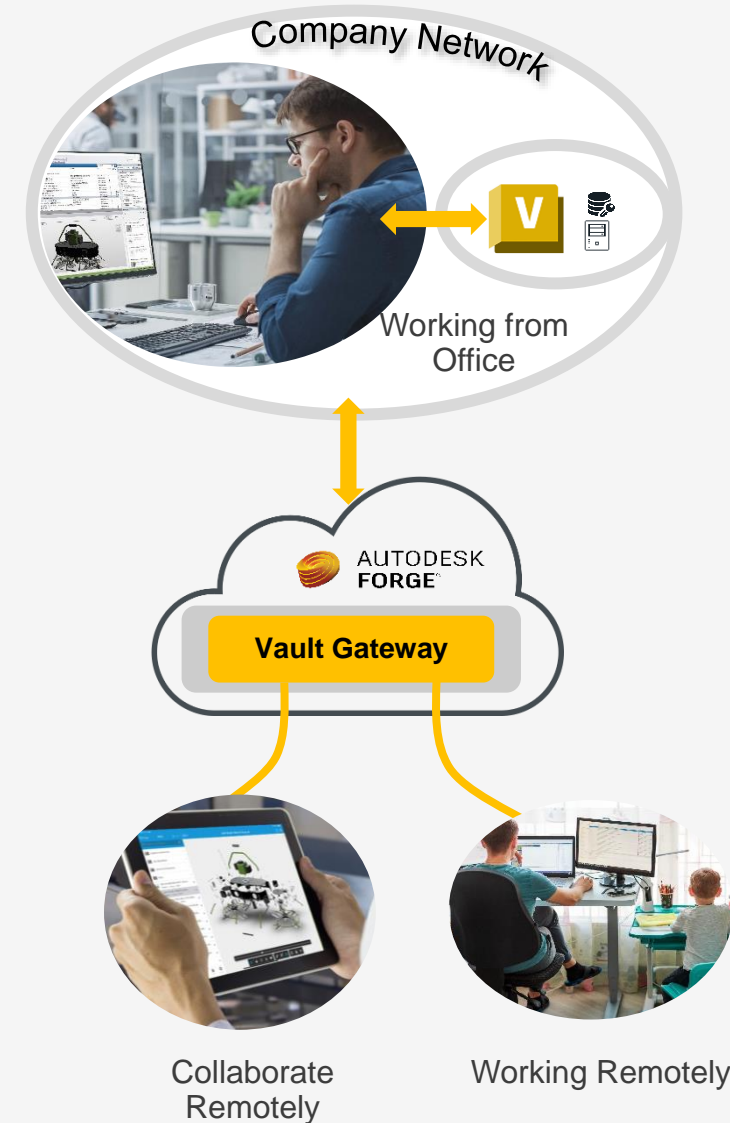 Company Network
V
Working from
Office
AUTODESK
FORGE
Vault Gateway
Collaborate
Remotely
Working Remotely